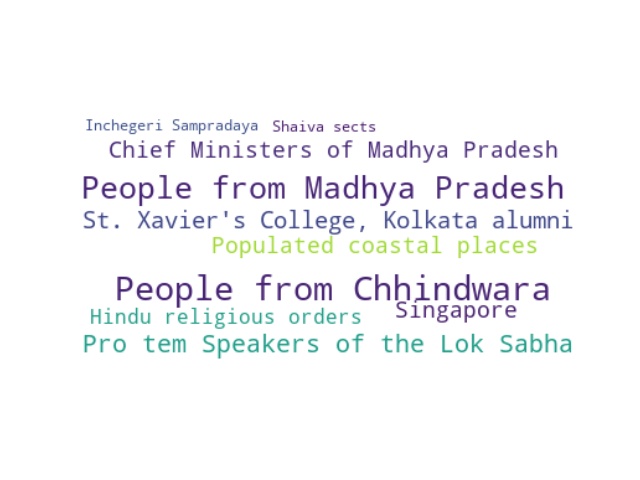 Inchegeri Sampradaya Shaiva sects
Chief Ministers of Madhya Pradesh
People from Madhya Pradesh
St. Xavier's College, Kolkata alumni
Populated coastal places
People from Chhindwara
Hindu religious orders Singapore
Pro tem Speakers of the Lok Sabha